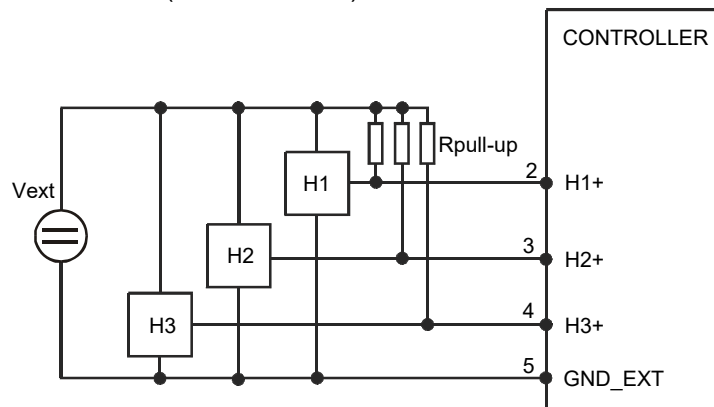 CONTROLLER
Rpull-up
H1
2
H1+
Vext
H2
3
H2+
H3
4
H3+
5
GND_EXT